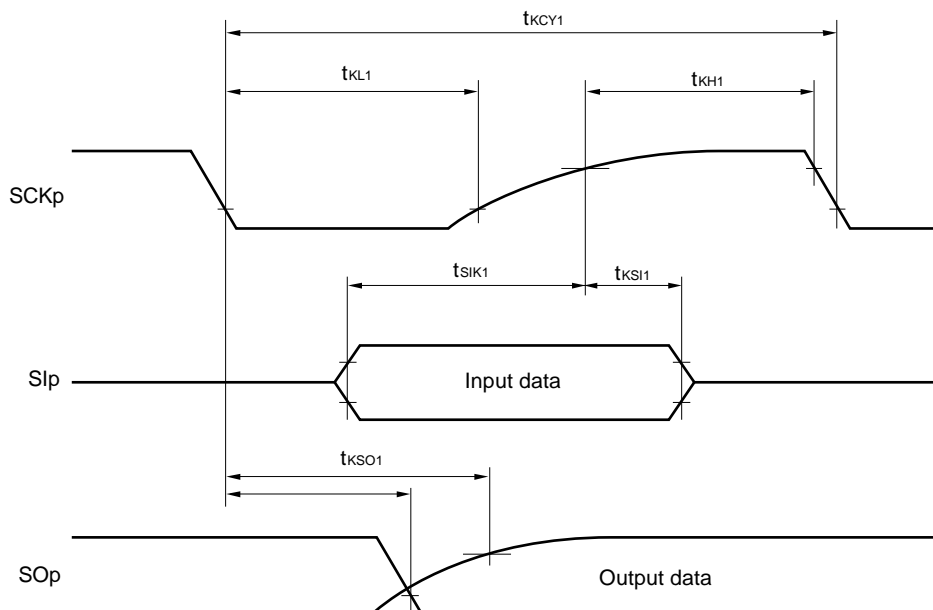 tKCY1
tKL1
tKH1
SCKp
tSIK1
tKSI1
SIp
Input data
tKSO1
SOp
Output data